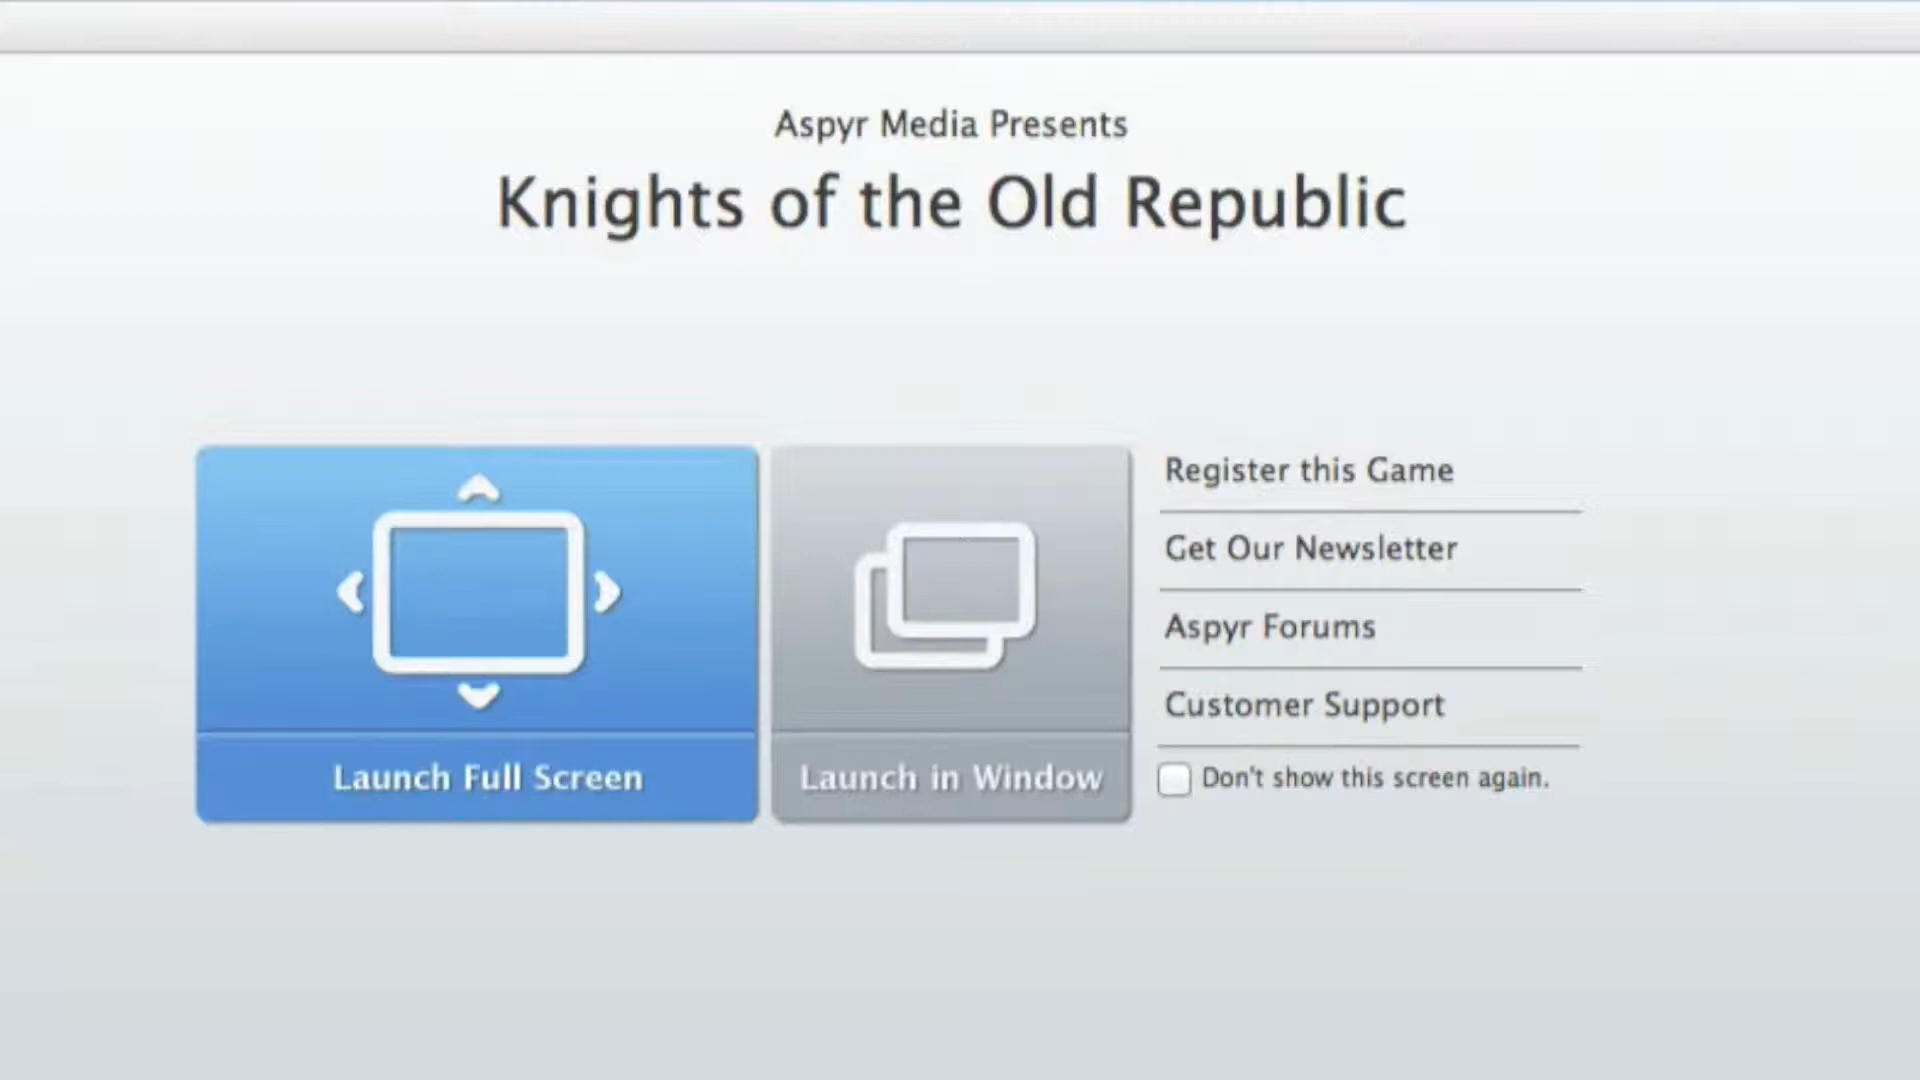 Aspyr Media Presents
Knights of the Old Republic
Launch Full Screen
Launch in Window
Register this Game
Get Our Newsletter
Aspyr Forums
Customer Support
Don't show this screen again.